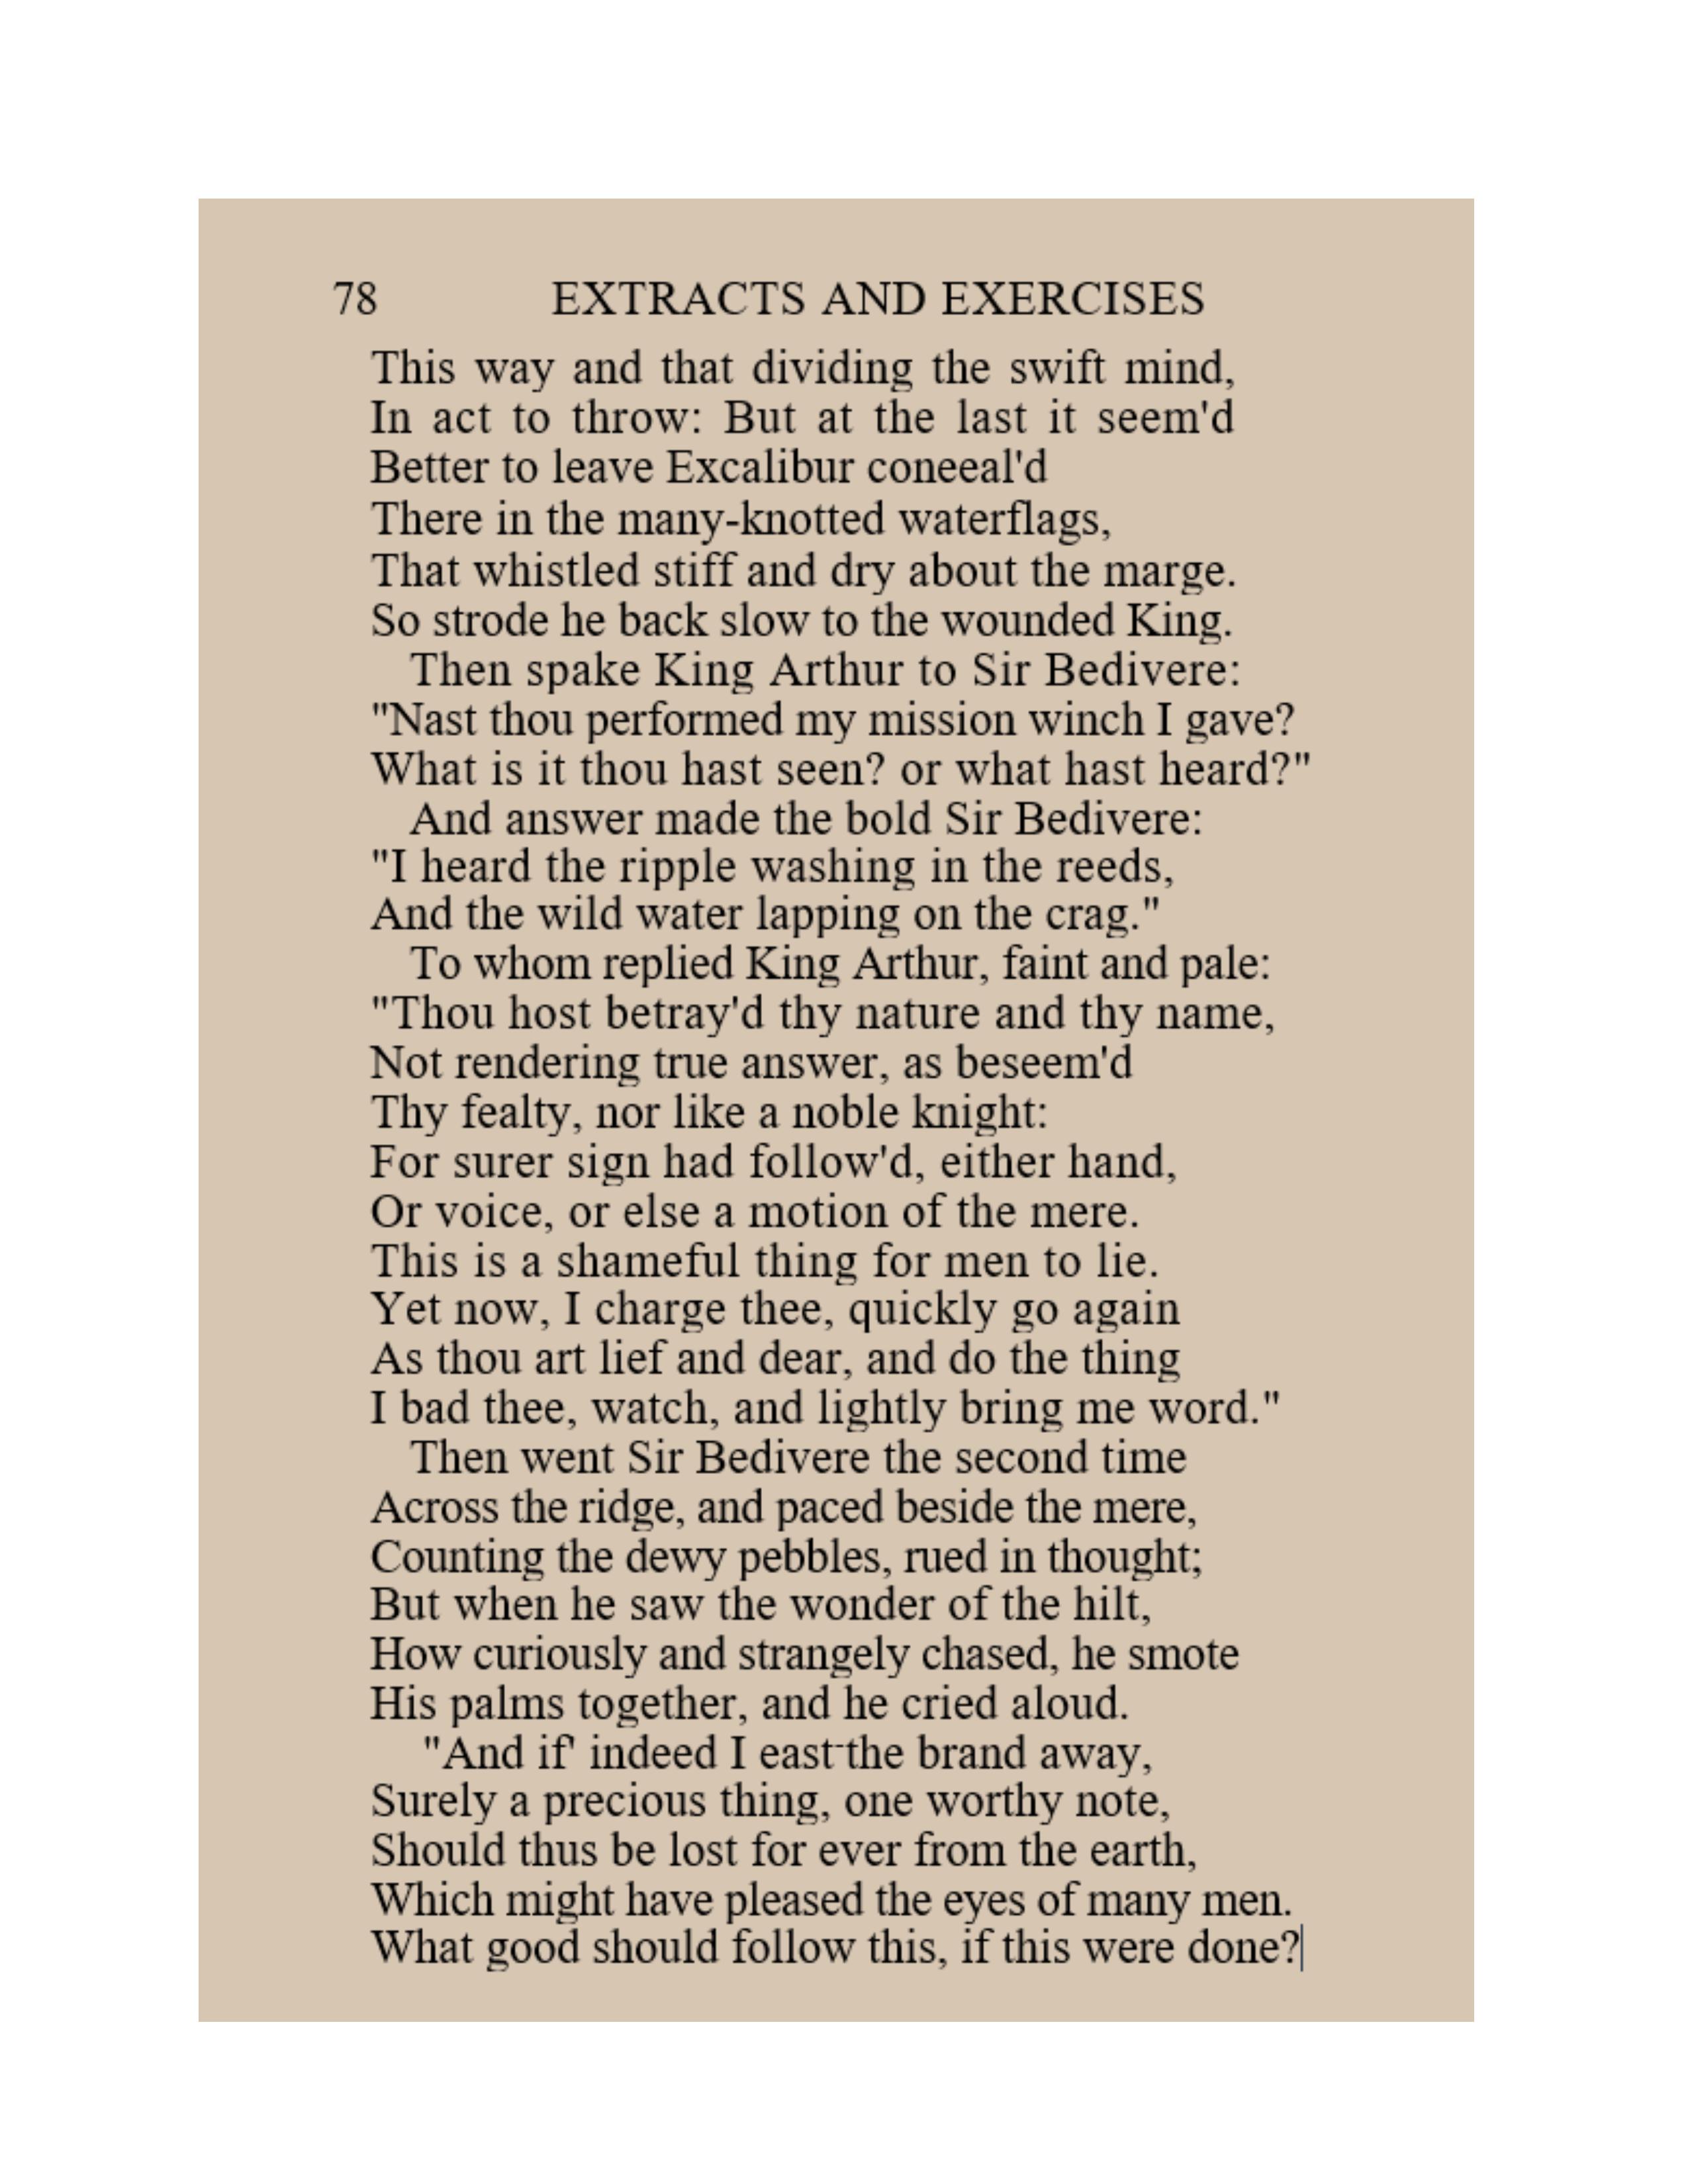 78 EXTRACTS AND EXERCISES
This way and that dividing the swift mind,
In act to throw: But at the last it seem'd
Better to leave Excalibur coneeal'd
There in the many-knotted waterflags,
That whistled stiff and dry about the marge.
So strode he back slow to the wounded King.
Then spake King Arthur to Sir Bedivere:
"Nast thou performed my mission winch I gave?
What is it thou hast seen? or what hast heard?"
And answer made the bold Sir Bedivere:
"I heard the ripple washing in the reeds,
And the wild water lapping on the crag."
To whom replied King Arthur, faint and pale:
"Thou host betray'd thy nature and thy name,
Not rendering true answer, as beseem'd
Thy fealty, nor like a noble knight:
For surer sign had follow'd, either hand,
Or voice, or else a motion of the mere.
This is a shameful thing for men to lie.
Yet now, I charge thee, quickly go again
As thou art lief and dear, and do the thing
I bad thee, watch, and lightly bring me word."
Then went Sir Bedivere the second time
Across the ridge, and paced beside the mere,
Counting the dewy pebbles, rued in thought;
But when he saw the wonder of the hilt,
How curiously and strangely chased, he smote
His palms together, and he cried aloud.
"And if' indeed I east-the brand away,
Surely a precious thing, one worthy note,
Should thus be lost for ever from the earth,
Which might have pleased the eyes of many men.
What good should follow this, if this were done?